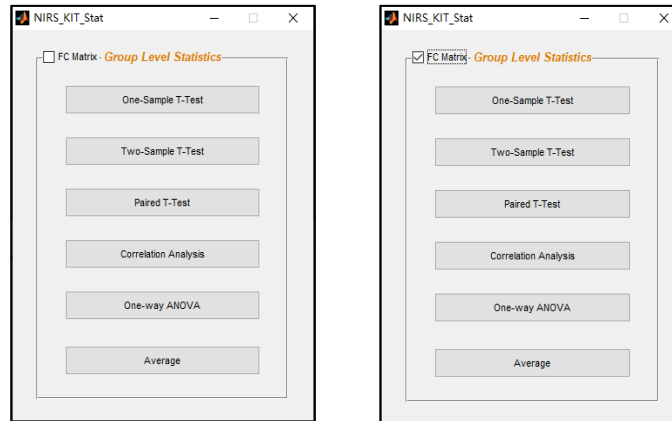 NIRS_KIT_Stat
FC Matrix - Group Level Statistics
One-Sample T-Test
Two-Sample T-Test
Paired T-Test
Correlation Analysis
One-way ANOVA
Average
NIRS_KIT_Stat
FC Matrix - Group Level Statistics
One-Sample T-Test
Two-Sample T-Test
Paired T-Test
Correlation Analysis
One-way ANOVA
Average